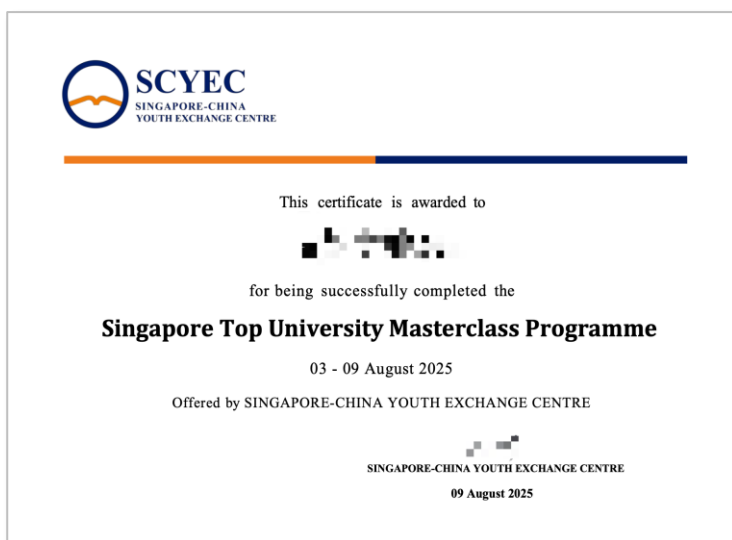 SCYEC
SINGAPORE-CHINA
YOUTH EXCHANGE CENTRE
This certificate is awarded to
for being successfully completed the
Singapore Top University Masterclass Programme
03 - 09 August 2025
Offered by SINGAPORE-CHINA YOUTH EXCHANGE CENTRE
SINGAPORE-CHINA YOUTH EXCHANGE CENTRE
09 August 2025